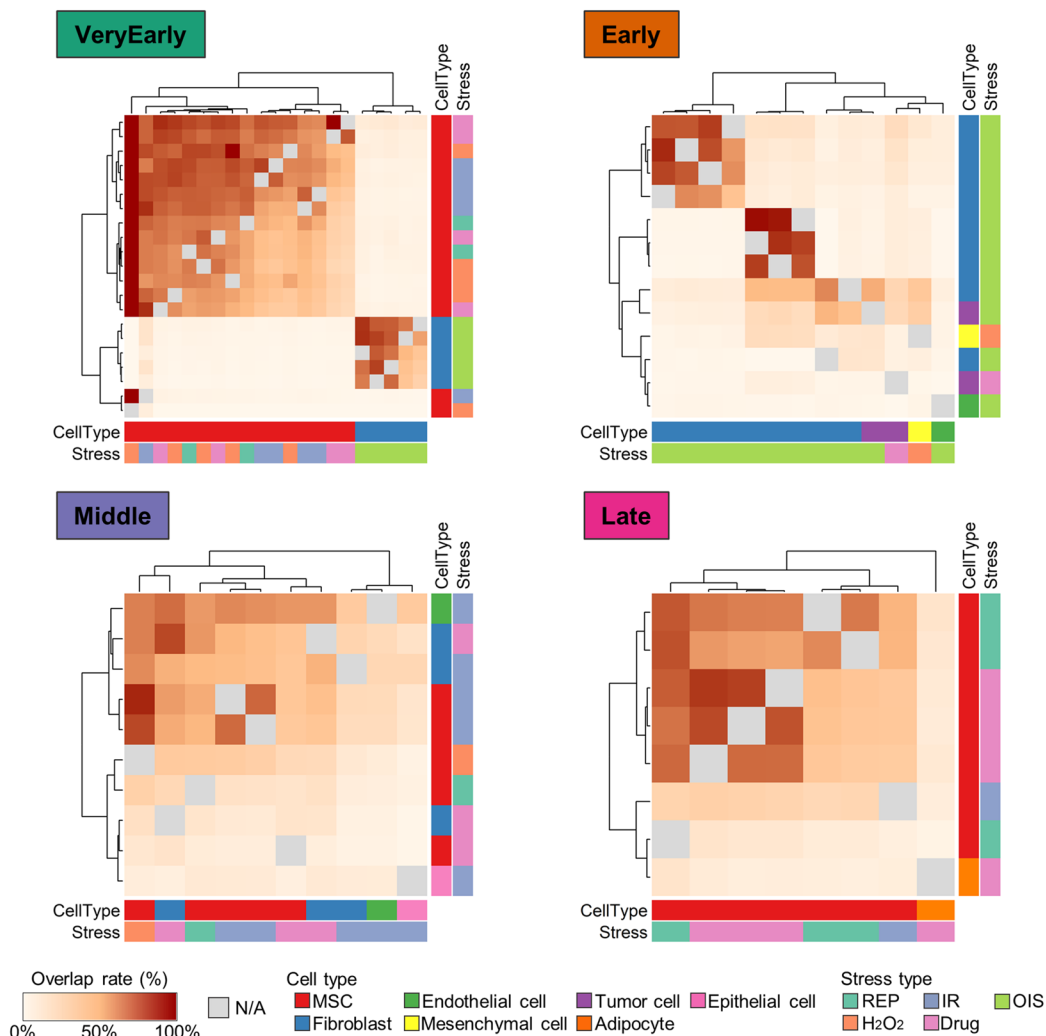 VeryEarly
Early
CellType
Stress
CellType
Stress
CellType
Stress
CellType
Stress
Middle
Late
CellType
Stress
CellType
Stress
CellType
Stress
CellType
Stress
Overlap rate (%)
0% 50% 100%
N/A
Cell type
MSC Endothelial cell Tumor cell Epithelial cell
Fibroblast Mesenchymal cell Adipocyte
Stress type
REP IR OIS
H2O2 Drug